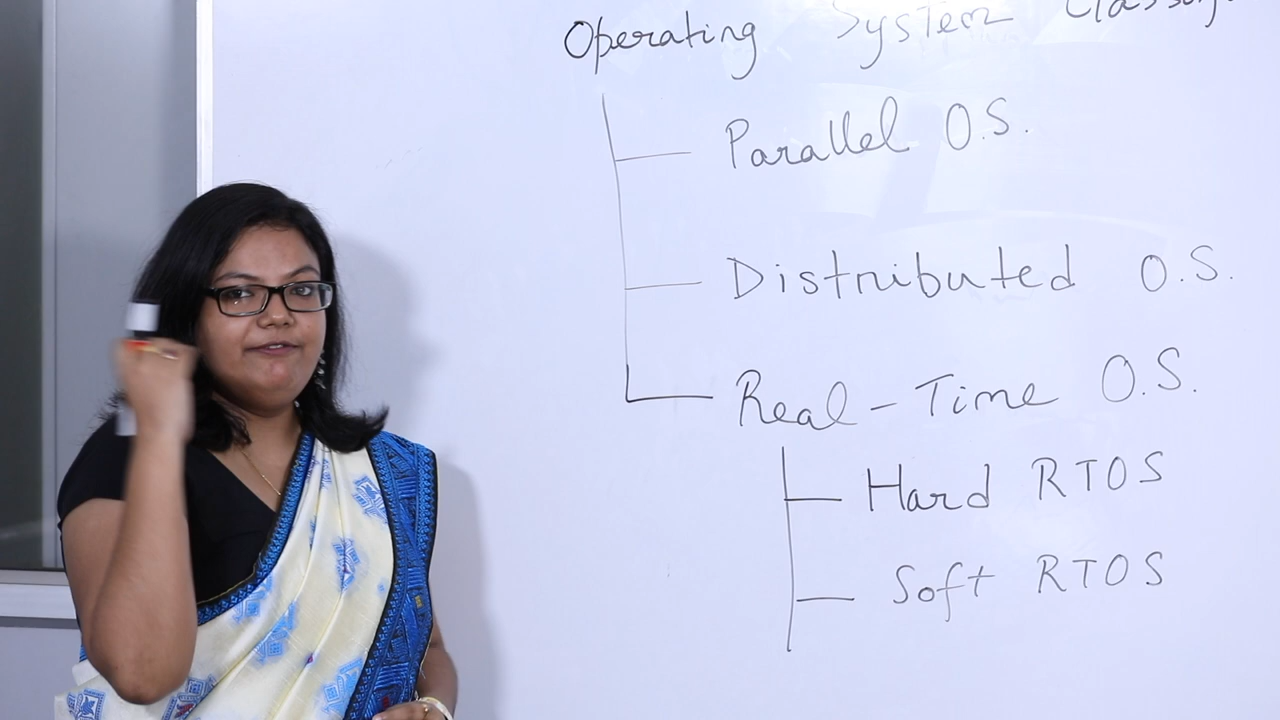 Operating System
Parallel O.S.
Distributed O.S.
Real-Time O.S.
Hard RTOS
Soft RTOS